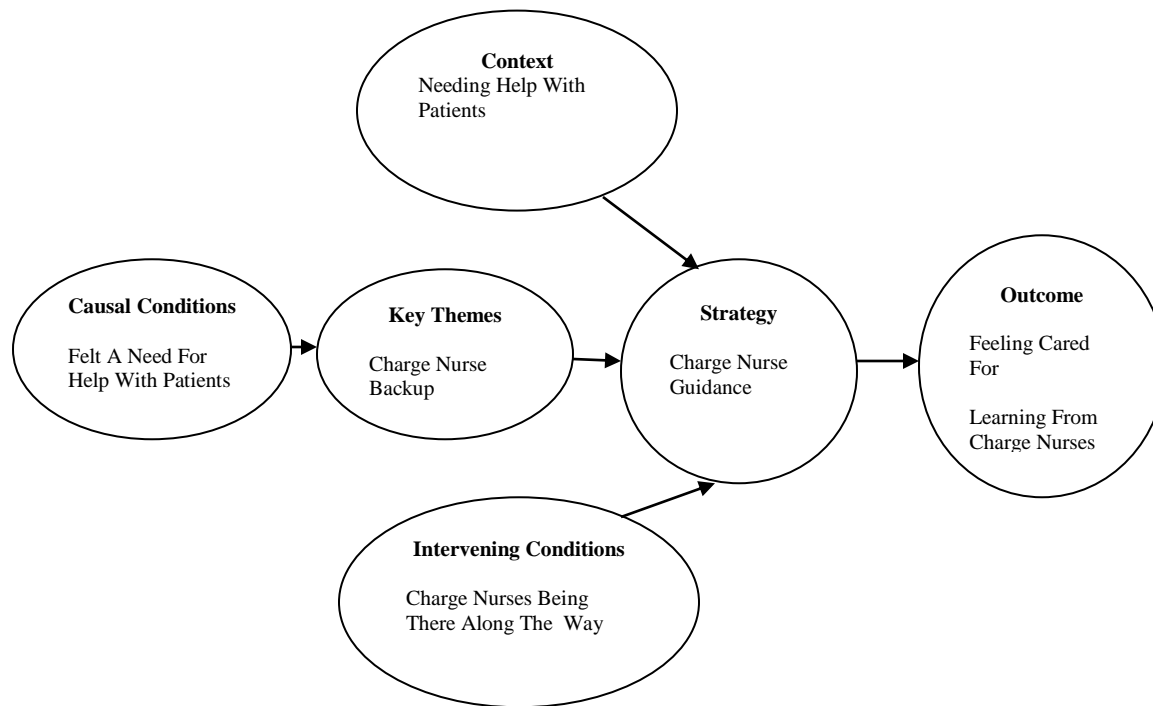 Context
Needing Help With
Patients
Causal Conditions
Felt A Need For
Help With Patients
Key Themes
Charge Nurse
Backup
Strategy
Charge Nurse
Guidance
Outcome
Feeling Cared
For
Learning From
Charge Nurses
Intervening Conditions
Charge Nurses Being
There Along The Way